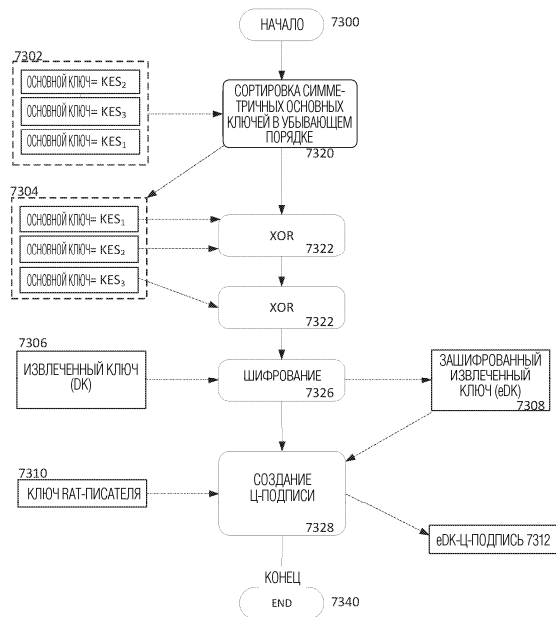 НАЧАЛО
7300
7302
ОСНОВНОЙ КЛЮЧ= KES₂
ОСНОВНОЙ КЛЮЧ= KES₃
ОСНОВНОЙ КЛЮЧ= KES₁
СОРТИРОВКА СИММЕ-
ТРИЧНЫХ ОСНОВНЫХ
КЛЮЧЕЙ В УБЫВАЮЩЕМ
ПОРЯДКЕ
7320
7304
ОСНОВНОЙ КЛЮЧ= KES₁
ОСНОВНОЙ КЛЮЧ= KES₂
ОСНОВНОЙ КЛЮЧ= KES₃
XOR
7322
XOR
7322
7306
ИЗВЛЕЧЕННЫЙ КЛЮЧ
(DK)
ШИФРОВАНИЕ
7326
ЗАШИФРОВАННЫЙ
ИЗВЛЕЧЕННЫЙ
КЛЮЧ (eDK)
7308
7310
КЛЮЧ RAT-ПИСАТЕЛЯ
СОЗДАНИЕ
Ц-ПОДПИСИ
7328
eDK-Ц-ПОДПИСЬ 7312
КОНЕЦ
END
7340